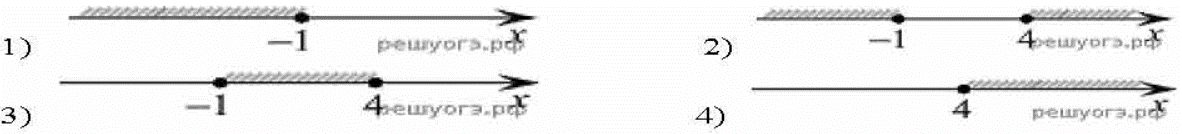 1) −1 x решуогэ.рф
2) −1 4 x решуогэ.рф
3) −1 4 x решуогэ.рф
4) 4 x решуогэ.рф